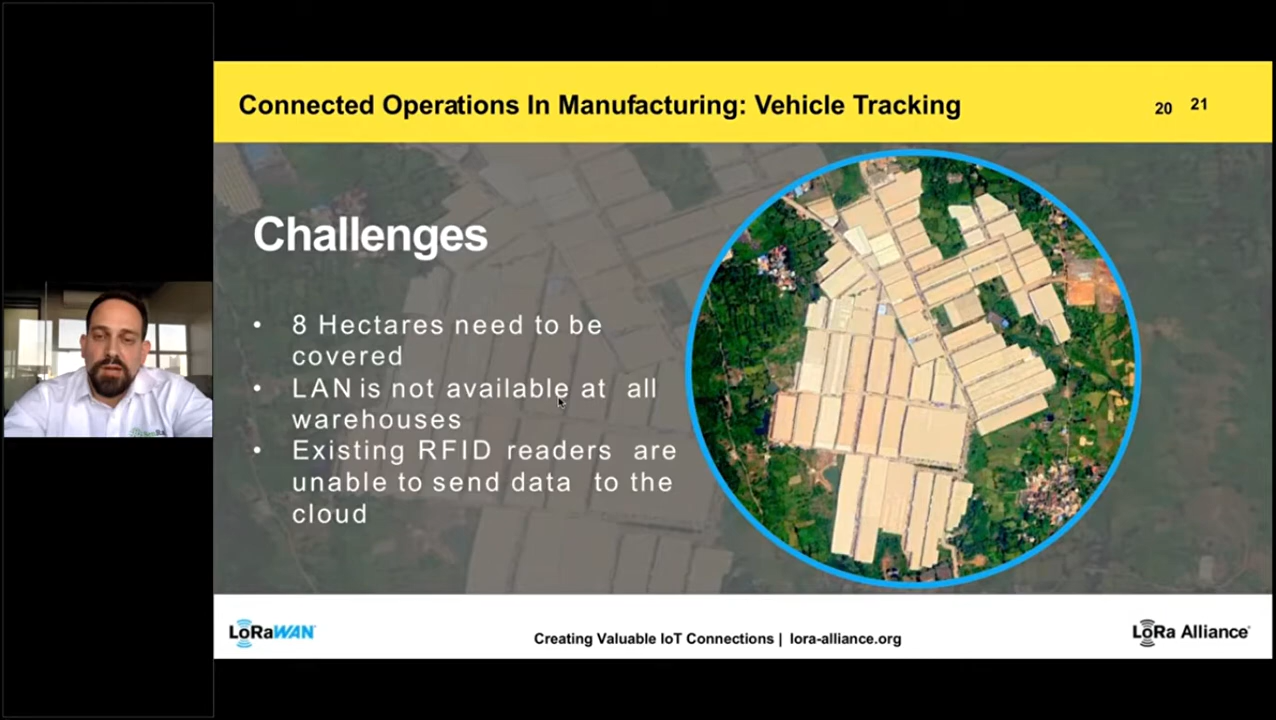 Connected Operations In Manufacturing: Vehicle Tracking
20 21
Challenges
• 8 Hectares need to be
covered
• LAN is not available at all
warehouses
• Existing RFID readers are
unable to send data to the
cloud
LoRaWAN
Creating Valuable IoT Connections | lora-alliance.org
LoRa Alliance